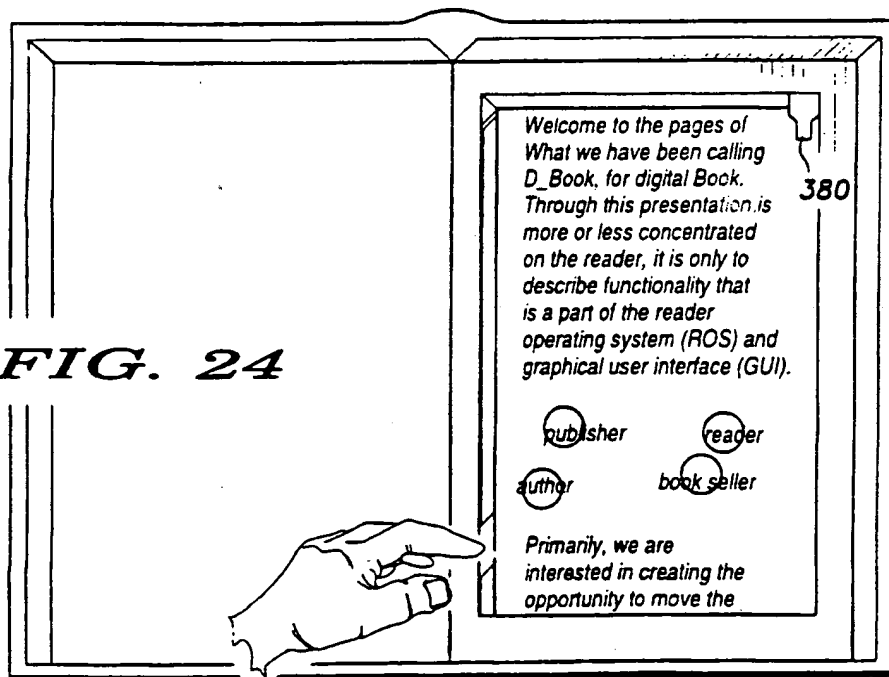 Welcome to the pages of
What we have been calling
D_Book, for digital Book.
Through this presentation is
more or less concentrated
on the reader, it is only to
describe functionality that
is a part of the reader
operating system (ROS) and
graphical user interface (GUI).
publisher reader
author book seller
Primarily, we are
interested in creating the
opportunity to move the
380
FIG. 24